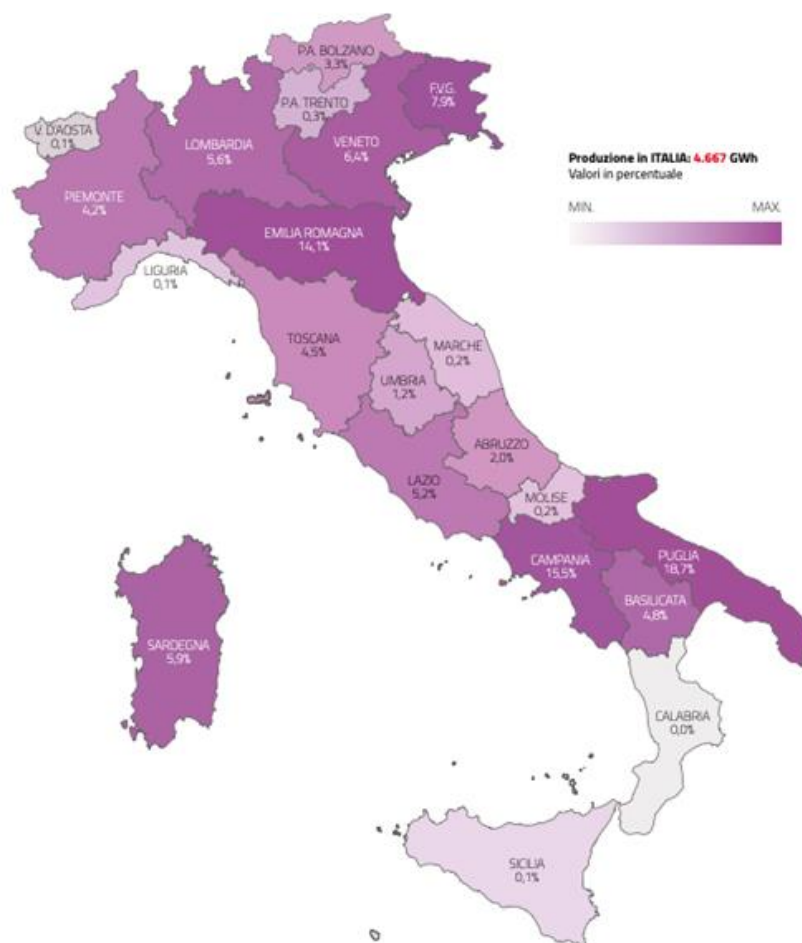 P.A. BOLZANO
3,3%
F.V.G.
7,9%
P.A. TRENTO
0,3%
V. D'AOSTA
0,1%
LOMBARDIA
5,6%
VENETO
6,4%
Produzione in ITALIA: 4.667 GWh
Valori in percentuale
MIN.
MAX.
PIEMONTE
4,2%
EMILIA ROMAGNA
14,1%
LIGURIA
0,1%
TOSCANA
4,5%
MARCHE
0,2%
UMBRIA
1,2%
ABRUZZO
2,0%
LAZIO
5,2%
MOLISE
0,2%
CAMPANIA
15,5%
PUGLIA
18,7%
BASILICATA
4,8%
SARDEGNA
5,9%
CALABRIA
0,0%
SICILIA
0,1%